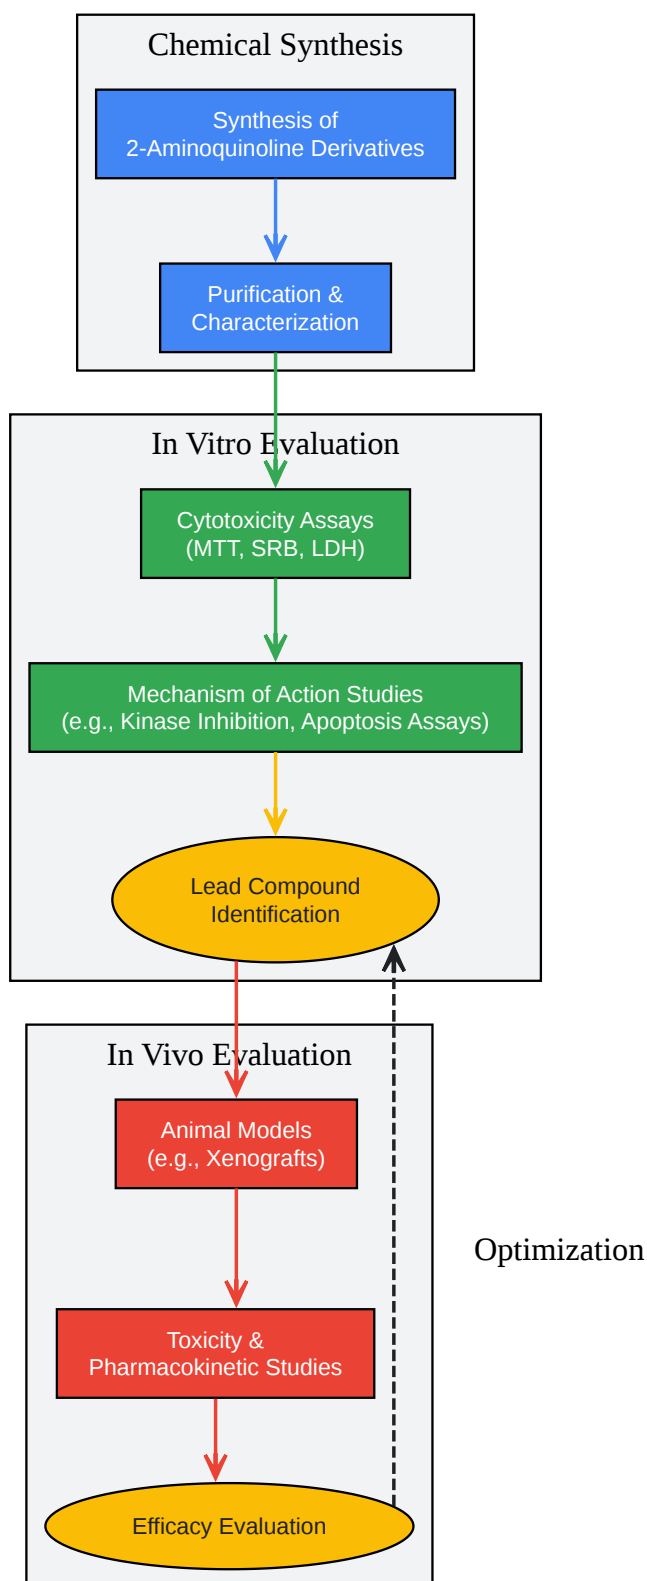 Chemical Synthesis
Synthesis of
2-Aminoquinoline Derivatives
Purification &
Characterization
In Vitro Evaluation
Cytotoxicity Assays
(MTT, SRB, LDH)
Mechanism of Action Studies
(e.g., Kinase Inhibition, Apoptosis Assays)
Lead Compound
Identification
In Vivo Evaluation
Animal Models
(e.g., Xenografts)
Optimization
Toxicity &
Pharmacokinetic Studies
Efficacy Evaluation